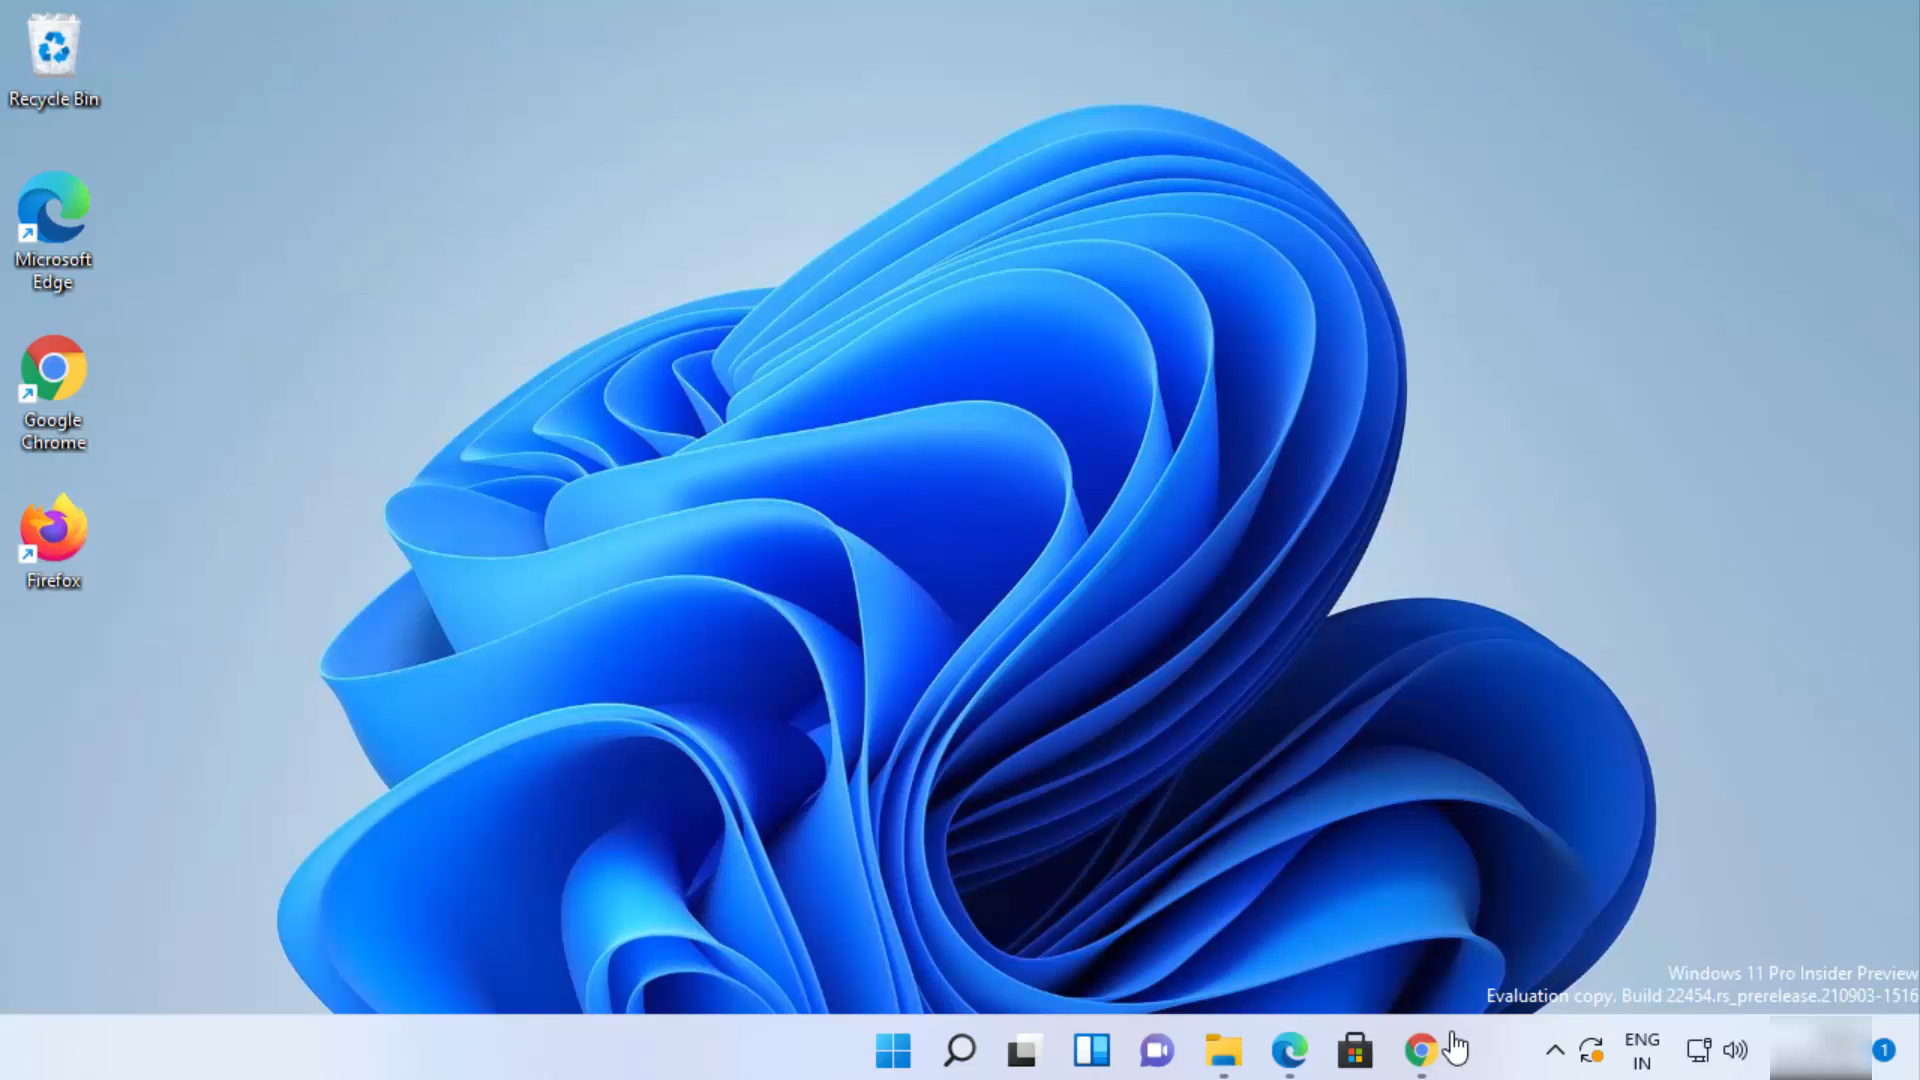 Recycle Bin
Microsoft
Edge
Google
Chrome
Firefox
Windows 11 Pro Insider Preview
Evaluation copy. Build 22454.rs_prerelease.210903-1516
ENG
IN
1